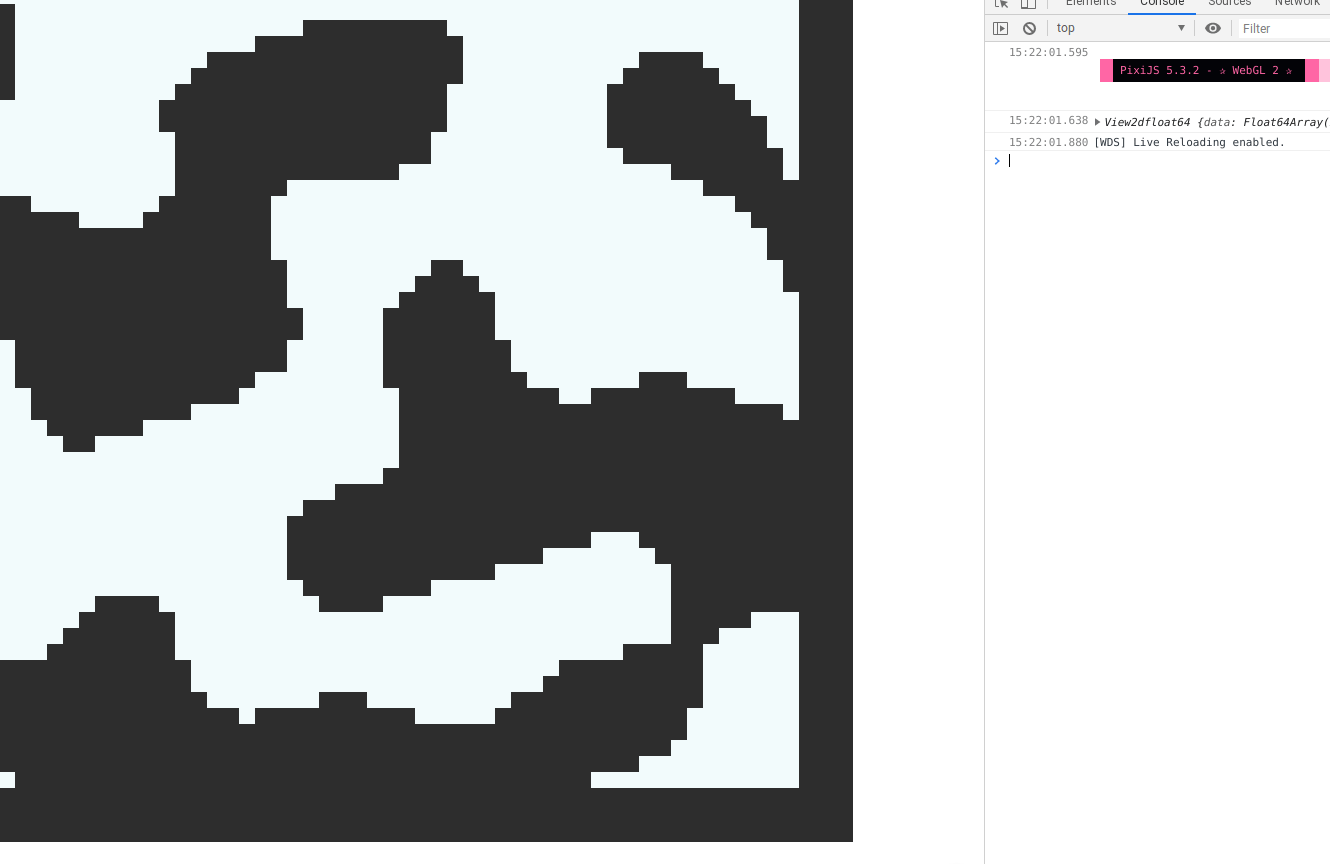 Elements Console Sources Network
top ▼ Filter
15:22:01.595
PixiJS 5.3.2 - ✰ WebGL 2 ✰
15:22:01.638 ▶ View2dfloat64 {data: Float64Array(
15:22:01.880 [WDS] Live Reloading enabled.
>